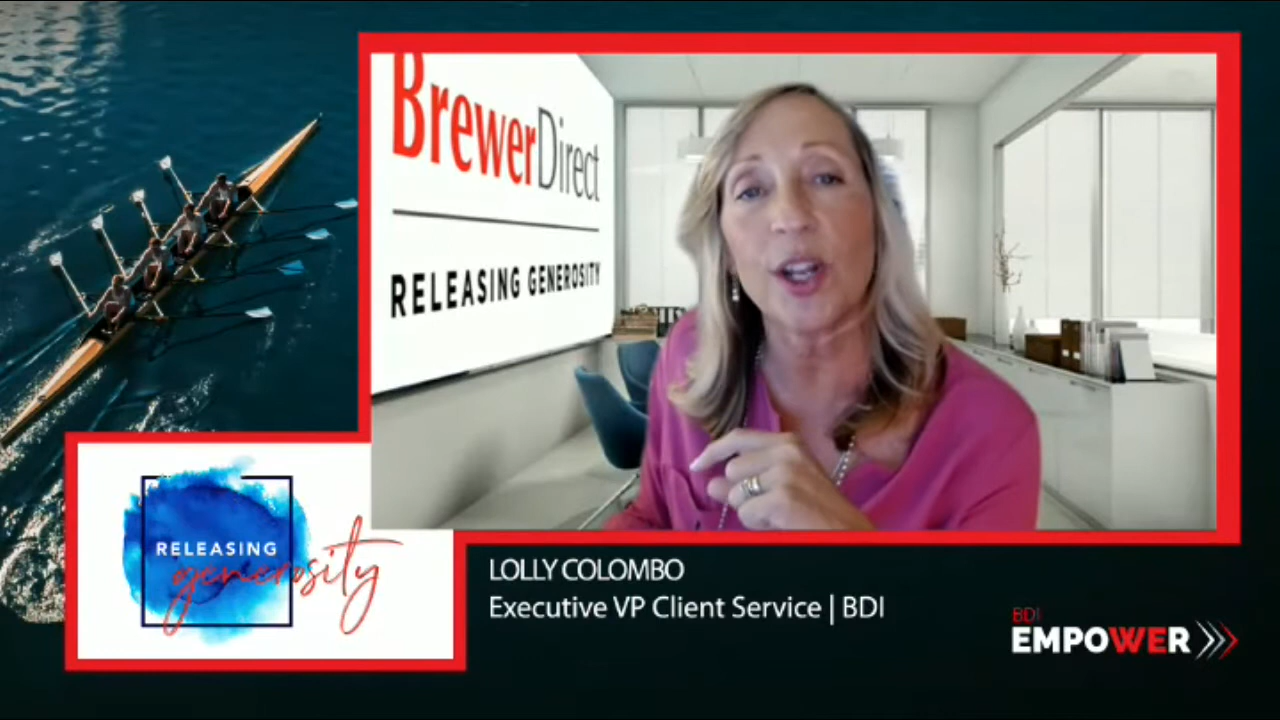 BrewerDirect
RELEASING GENEROSITY
RELEASING
generosity
LOLLY COLOMBO
Executive VP Client Service | BDI
BDI
EMPOWER